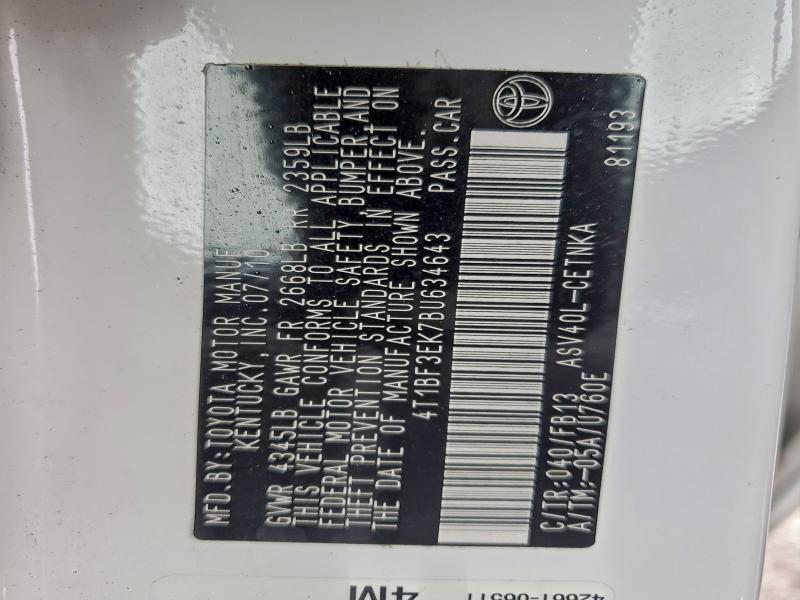 MFD.BY:TOYOTA MOTOR MANUF
KENTUCKY, INC.07/10
GVWR 4345LB GAWR FR 2668LB RR 2359LB
THIS VEHICLE CONFORMS TO ALL APPLICABLE
FEDERAL MOTOR VEHICLE SAFETY, BUMPER AND
THEFT PREVENTION STANDARDS IN EFFECT ON
THE DATE OF MANUFACTURE SHOWN ABOVE.
4T1BF3EK7BU634643 PASS.CAR
C/TR:040/FB13 ASV40L-CETNKA
A/TM:-05A/U760E 81193
4M